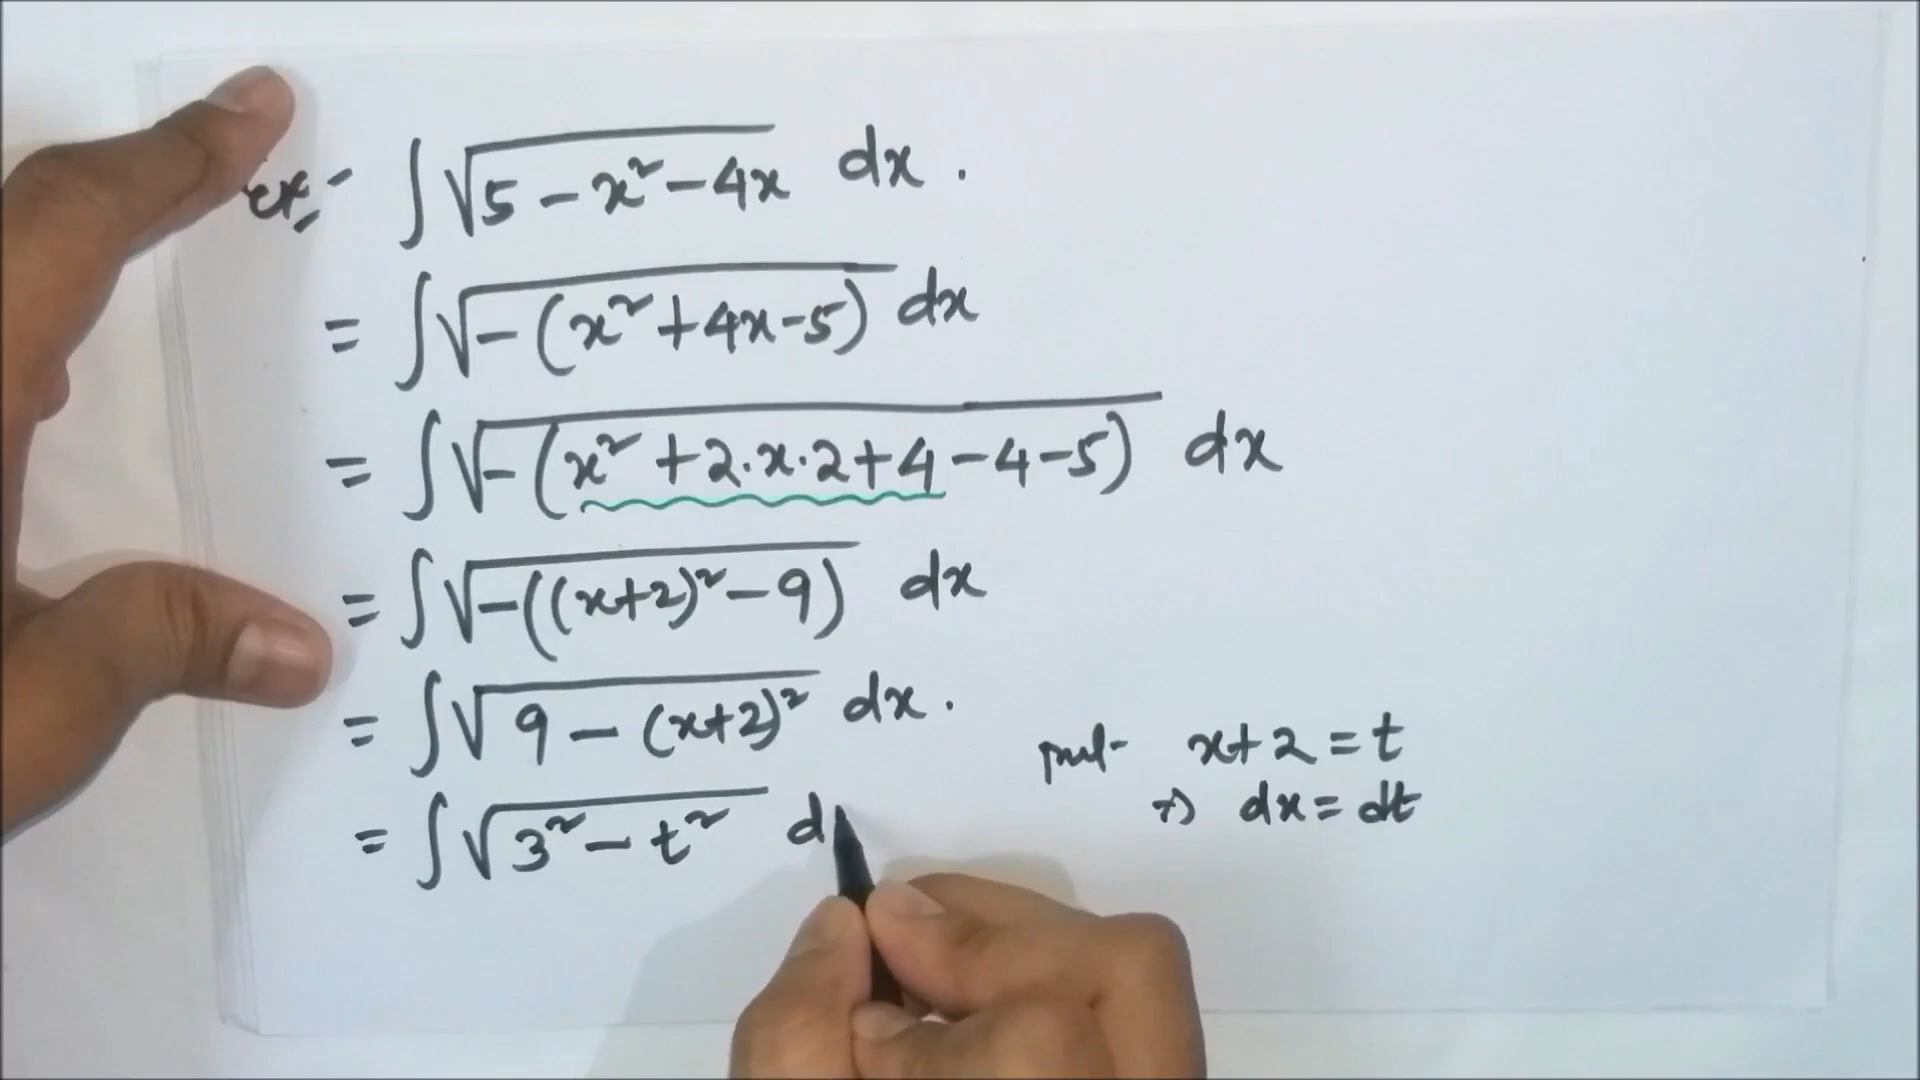 Ex:- ∫√(5 - x² - 4x) dx .
= ∫√(-(x² + 4x - 5)) dx
= ∫√(-(x² + 2.x.2 + 4 - 4 - 5)) dx
= ∫√(-((x+2)² - 9)) dx
= ∫√(9 - (x+2)²) dx .
put x + 2 = t
⇒ dx = dt
= ∫√(3² - t²) d